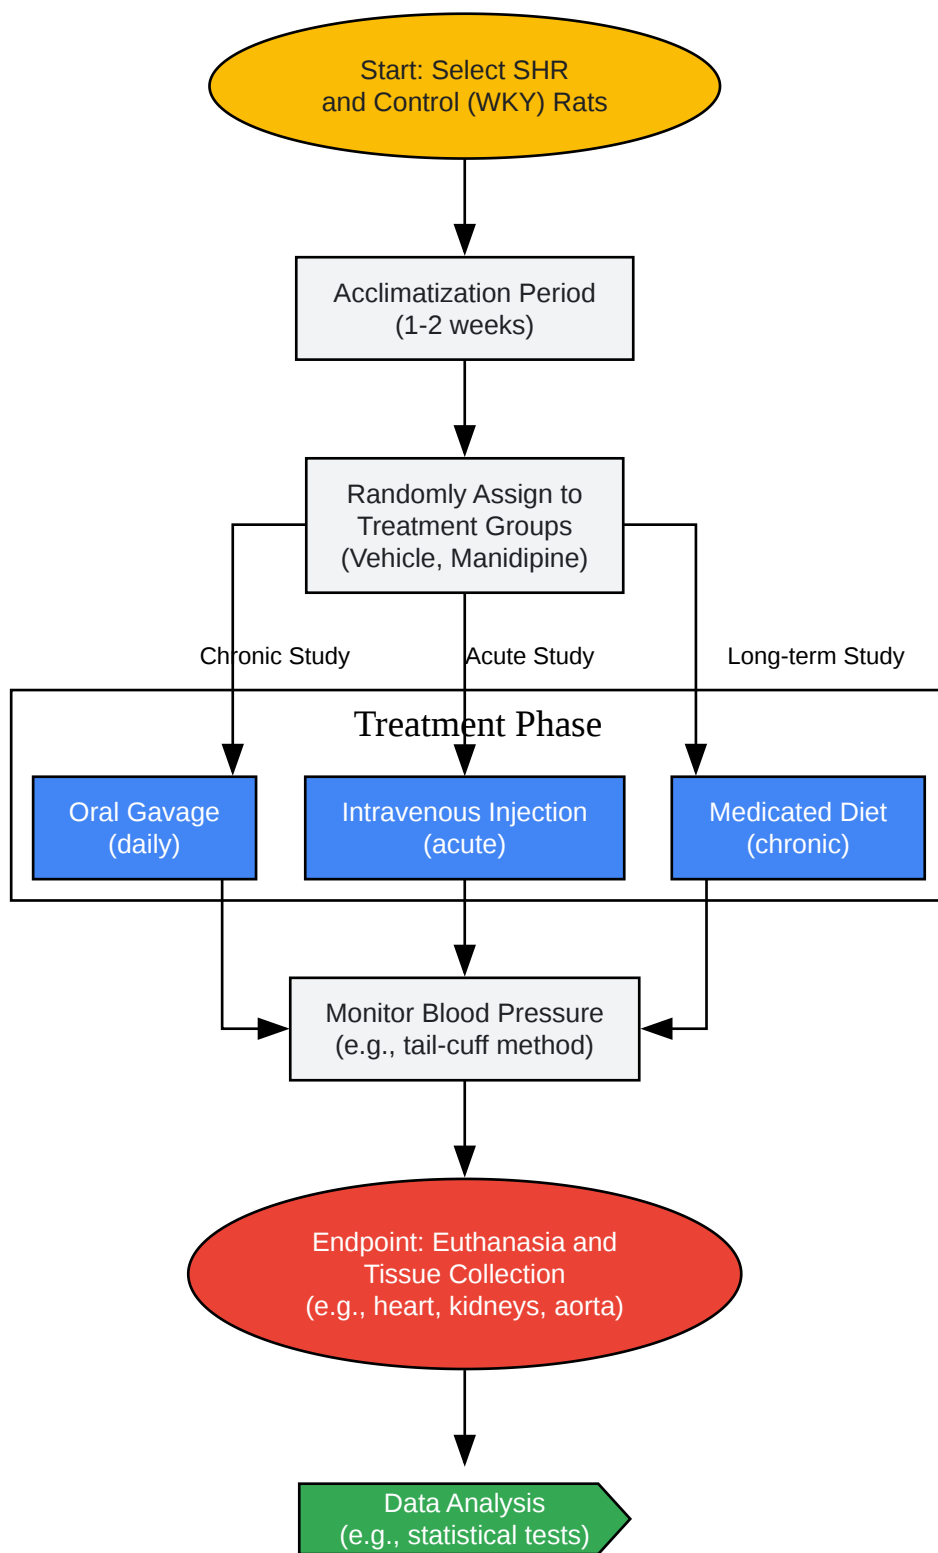 Start: Select SHR
and Control (WKY) Rats
Acclimatization Period
(1-2 weeks)
Randomly Assign to
Treatment Groups
(Vehicle, Manidipine)
Chronic Study
Acute Study
Long-term Study
Treatment Phase
Oral Gavage
(daily)
Intravenous Injection
(acute)
Medicated Diet
(chronic)
Monitor Blood Pressure
(e.g., tail-cuff method)
Endpoint: Euthanasia and
Tissue Collection
(e.g., heart, kidneys, aorta)
Data Analysis
(e.g., statistical tests)